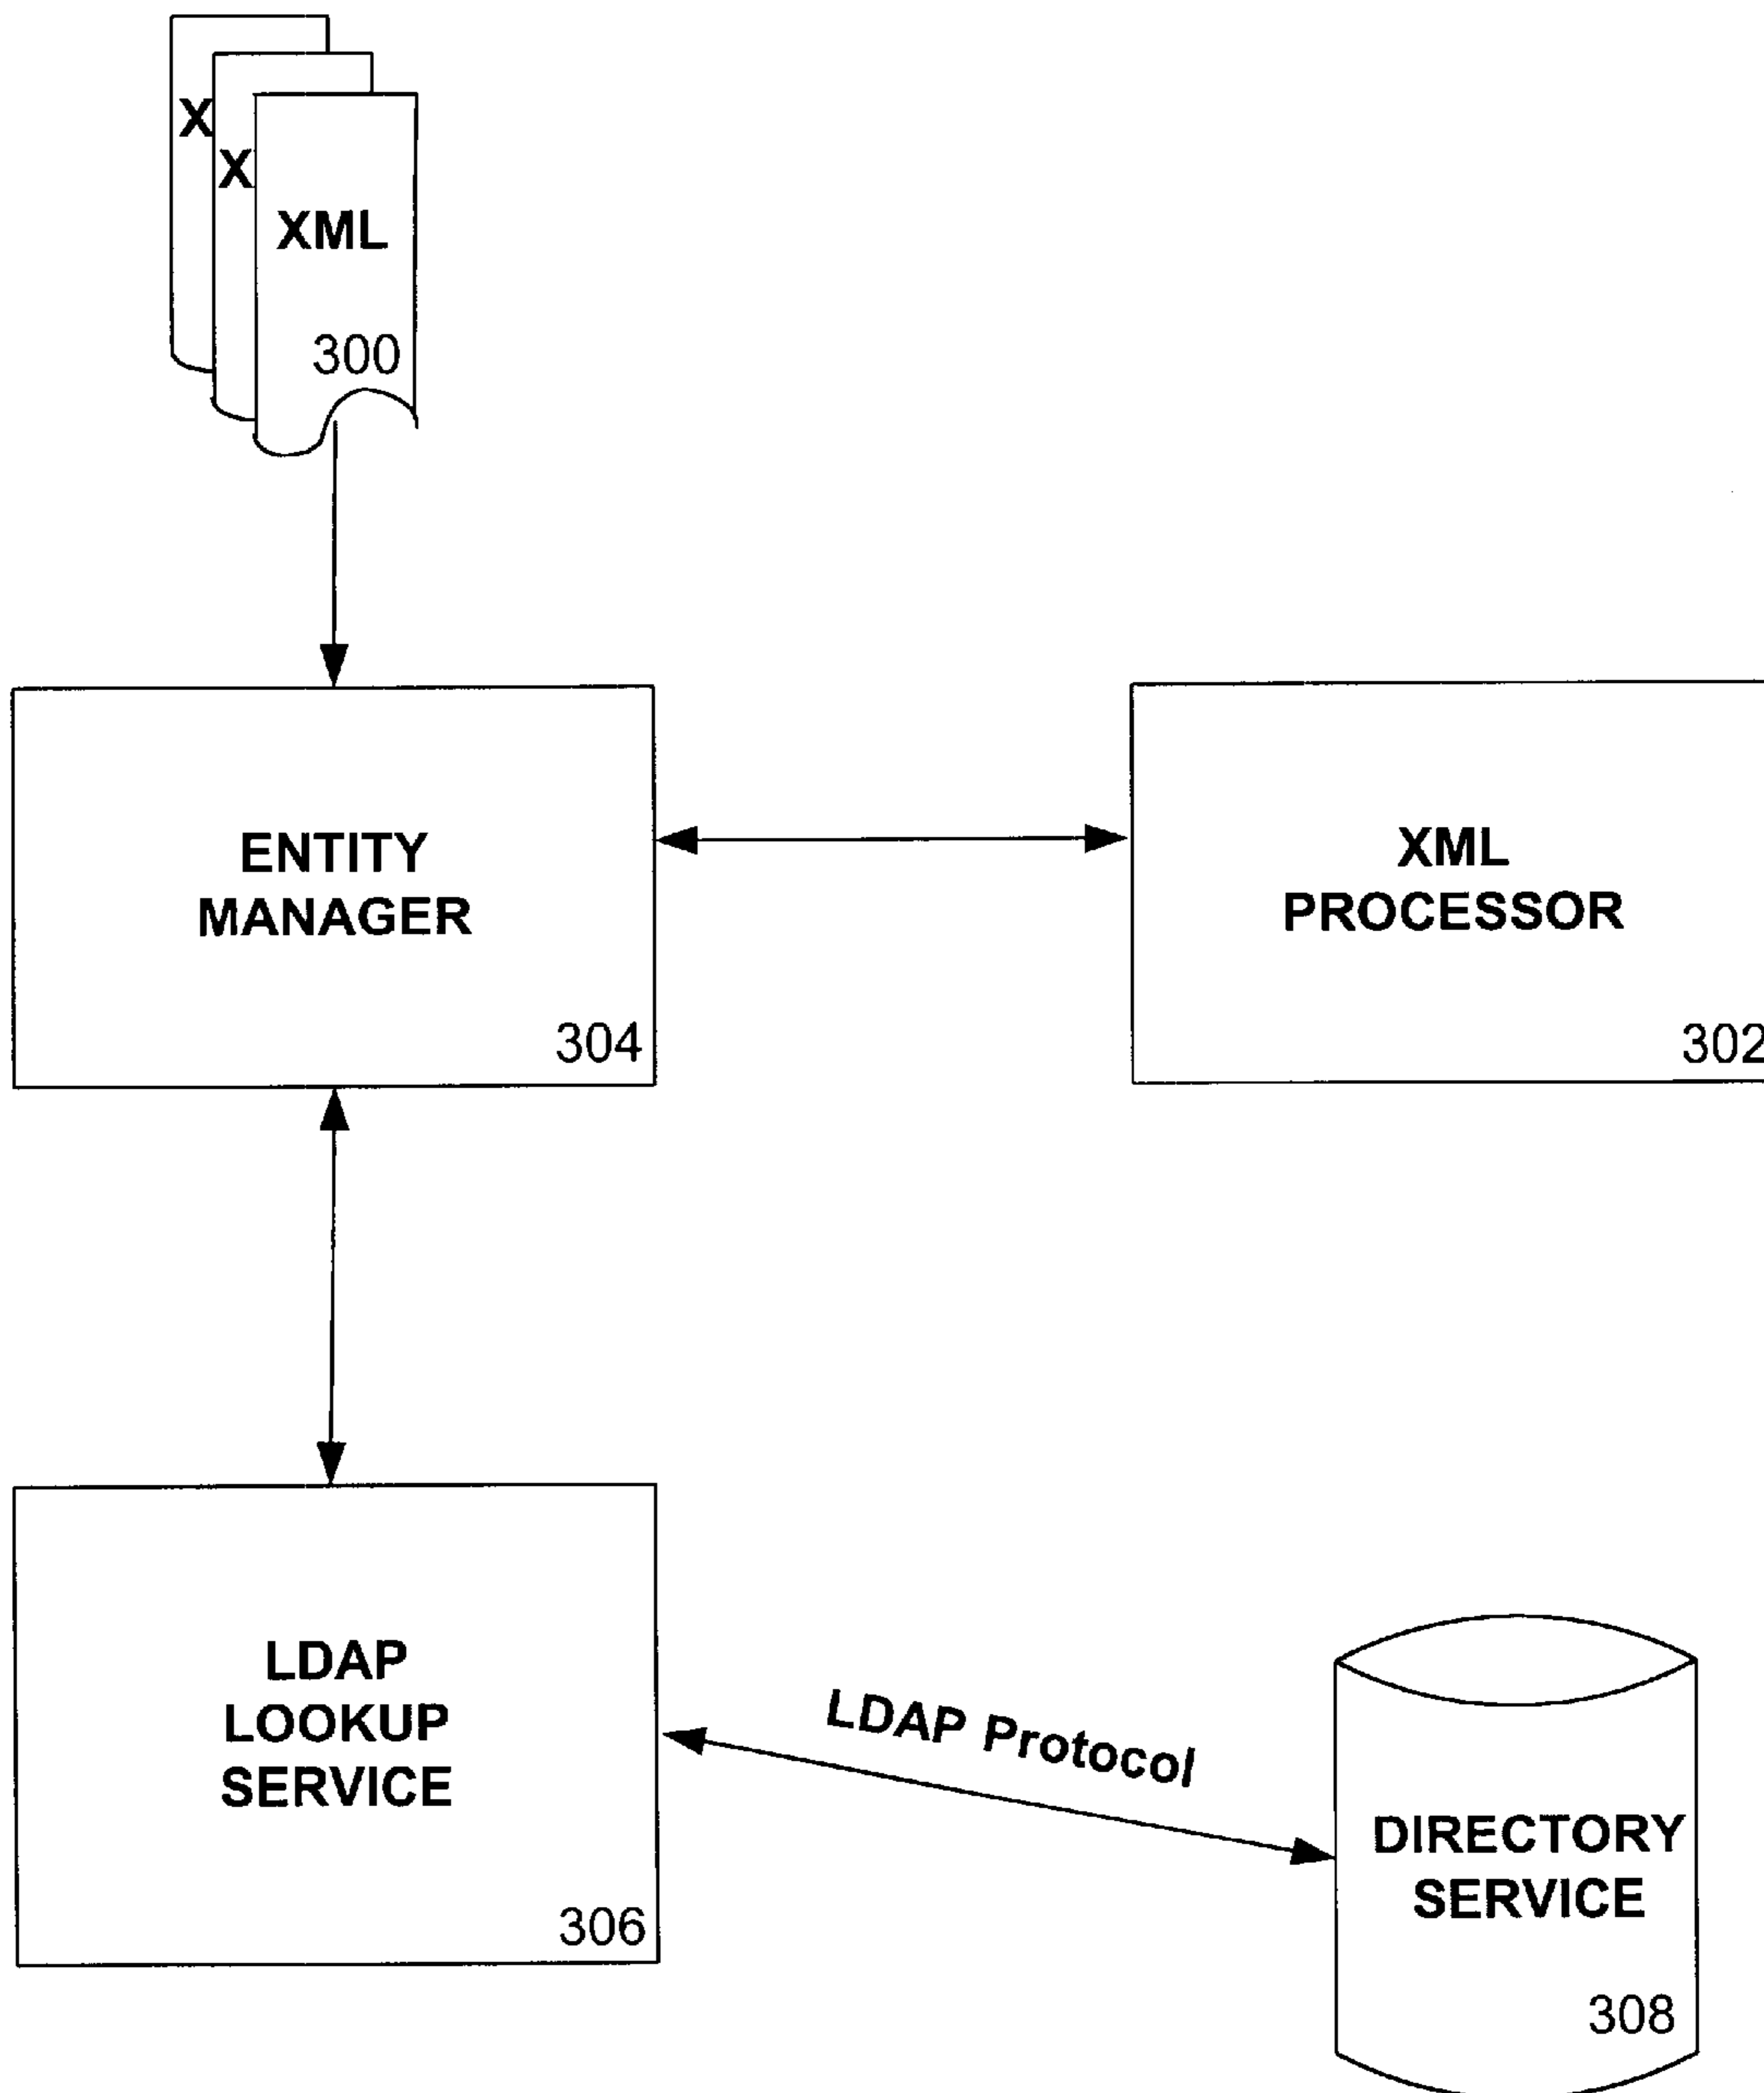 X
X
XML
300
ENTITY
MANAGER
304
XML
PROCESSOR
302
LDAP
LOOKUP
SERVICE
306
LDAP Protocol
DIRECTORY
SERVICE
308